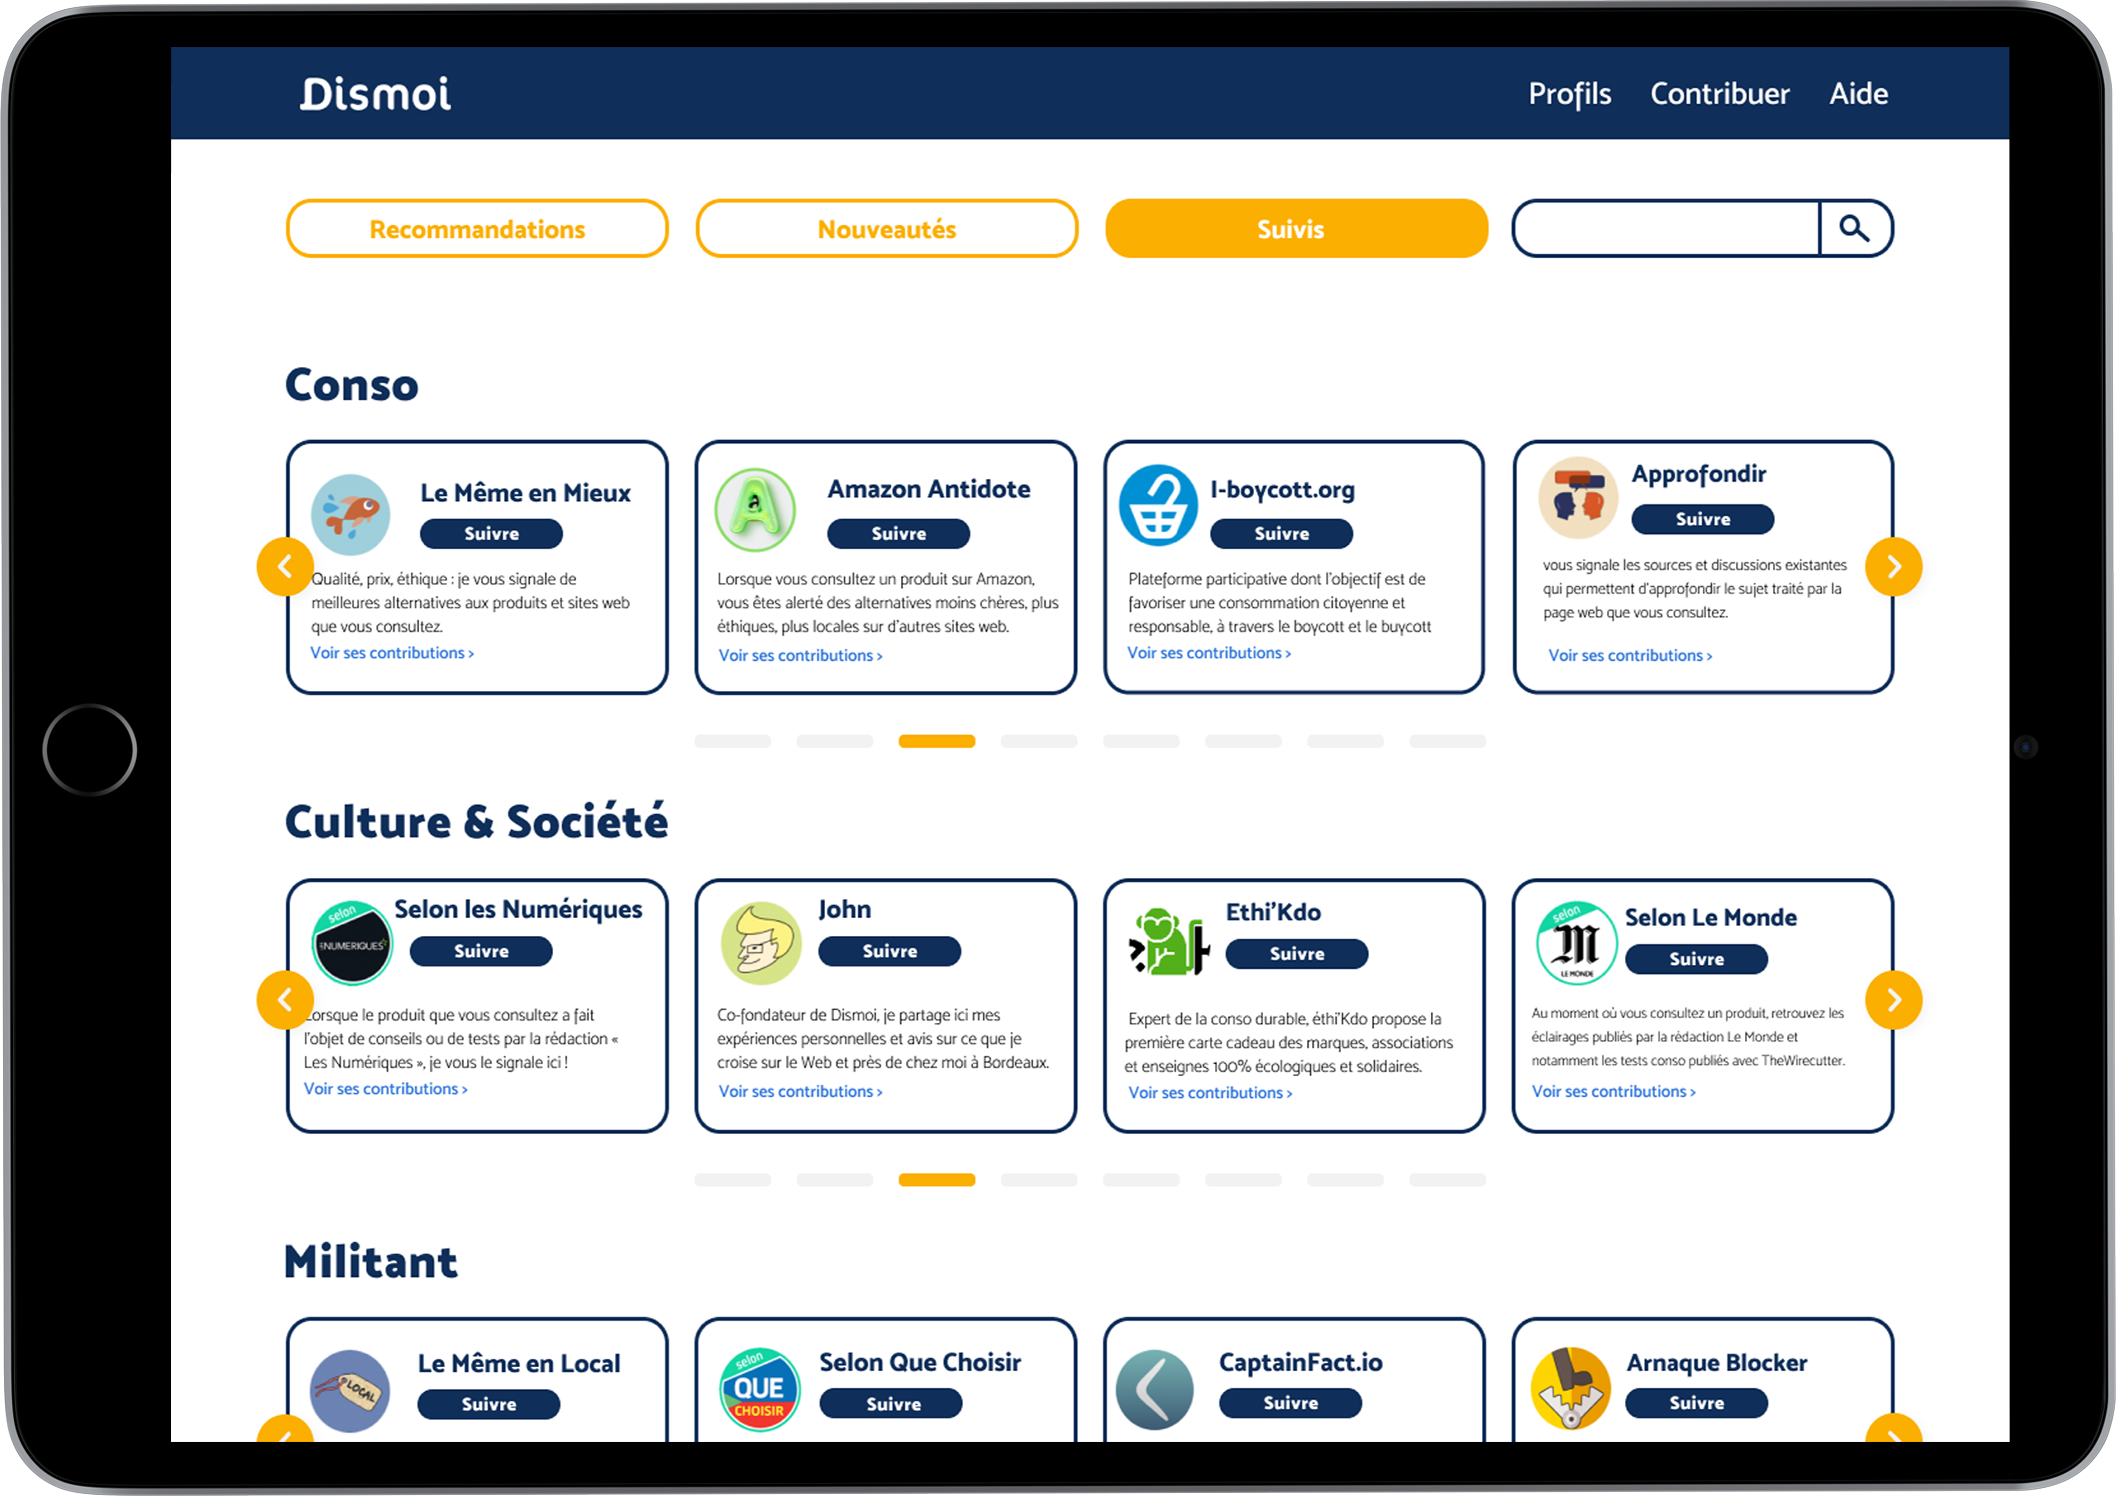 Dismoi
Profils
Contribuer
Aide
Recommandations
Nouveautés
Suivis
Conso
Le Même en Mieux
Suivre
Qualité, prix, éthique : je vous signale de
meilleures alternatives aux produits et sites web
que vous consultez.
Voir ses contributions >
Amazon Antidote
Suivre
Lorsque vous consultez un produit sur Amazon,
vous êtes alerté des alternatives moins chères, plus
éthiques, plus locales sur d'autres sites web.
Voir ses contributions >
a
I-boycott.org
Suivre
Plateforme participative dont l'objectif est de
favoriser une consommation citoyenne et
responsable, à travers le boycott et le buycott
Voir ses contributions >
Approfondir
Suivre
vous signale les sources et discussions existantes
qui permettent d'approfondir le sujet traité par la
page web que vous consultez.
Voir ses contributions >
Culture & Société
selon
NUMERIQUES
Selon les Numériques
Suivre
Lorsque le produit que vous consultez a fait
l'objet de conseils ou de tests par la rédaction «
Les Numériques », je vous le signale ici !
Voir ses contributions >
John
Suivre
Co-fondateur de Dismoi, je partage ici mes
expériences personnelles et avis sur ce que je
croise sur le Web et près de chez moi à Bordeaux.
Voir ses contributions >
Ethi'Kdo
Suivre
Expert de la conso durable, éthi'Kdo propose la
première carte cadeau des marques, associations
et enseignes 100% écologiques et solidaires.
Voir ses contributions >
selon
M
LE MONDE
Selon Le Monde
Suivre
Au moment où vous consultez un produit, retrouvez les
éclairages publiés par la rédaction Le Monde et
notamment les tests conso publiés avec TheWirecutter.
Voir ses contributions >
Militant
LOCAL
Le Même en Local
Suivre
selon
QUE
CHOISIR
Selon Que Choisir
Suivre
CaptainFact.io
Suivre
Arnaque Blocker
Suivre